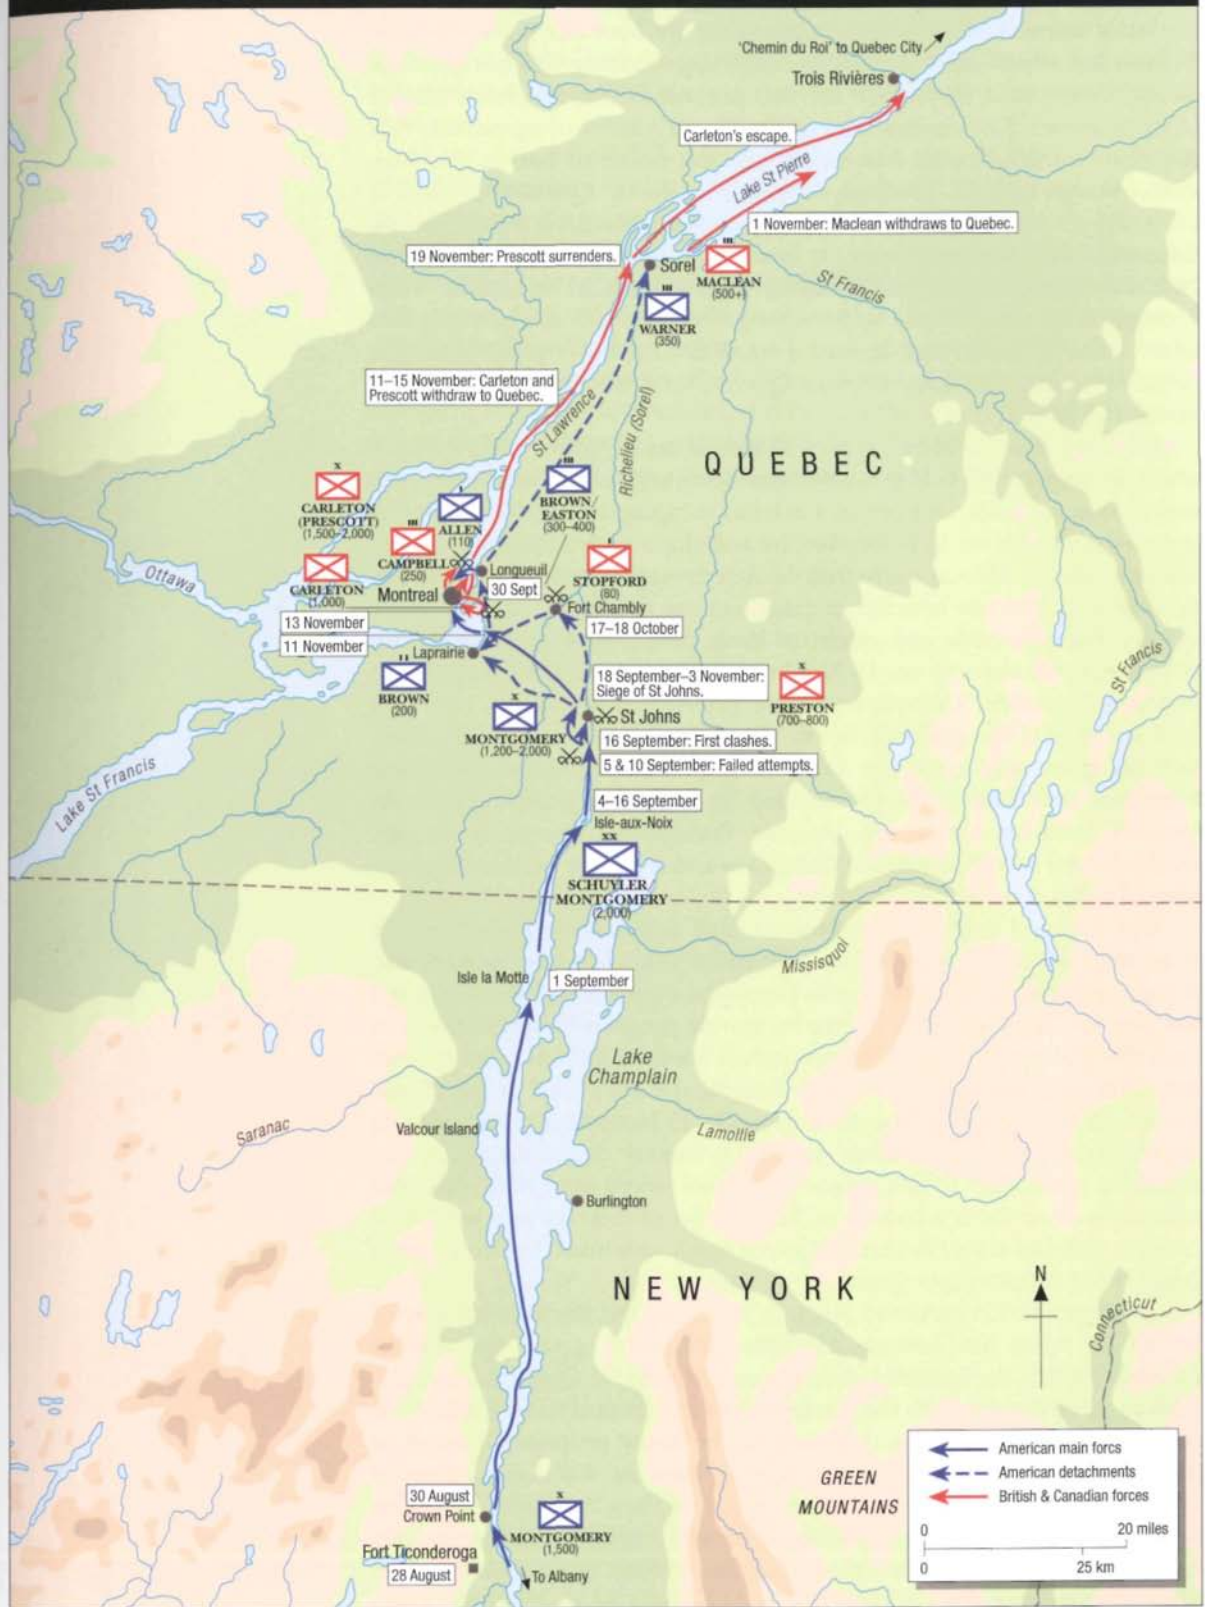 'Chemin du Roi' to Quebec City
Trois Rivières
Carleton's escape.
Lake St Pierre
1 November: Maclean withdraws to Quebec.
19 November: Prescott surrenders.
Sorel
III
MACLEAN
(500+)
St Francis
III
WARNER
(350)
11–15 November: Carleton and
Prescott withdraw to Quebec.
St Lawrence
Richelieu (Sorel)
QUEBEC
X
CARLETON
(PRESCOTT)
(1,500–2,000)
I
ALLEN
(110)
III
BROWN/
EASTON
(300–400)
III
CAMPBELL
(250)
I
STOPFORD
(80)
Ottawa
CARLETON
(1,000)
Longueuil
30 Sept
Montreal
Fort Chambly
13 November
17–18 October
11 November
Laprairie
II
BROWN
(200)
18 September–3 November:
Siege of St Johns.
X
PRESTON
(700–800)
St Francis
X
MONTGOMERY
(1,200–2,000)
St Johns
16 September: First clashes.
5 & 10 September: Failed attempts.
Lake St Francis
4–16 September
Isle-aux-Noix
XX
SCHUYLER/
MONTGOMERY
(2,000)
Missisquoi
Isle la Motte
1 September
Lake
Champlain
Saranac
Valcour Island
Lamollie
Burlington
NEW YORK
N
Connecticut
GREEN
MOUNTAINS
American main forcs
American detachments
British & Canadian forces
0
20 miles
0
25 km
30 August
Crown Point
X
MONTGOMERY
(1,500)
Fort Ticonderoga
28 August
To Albany